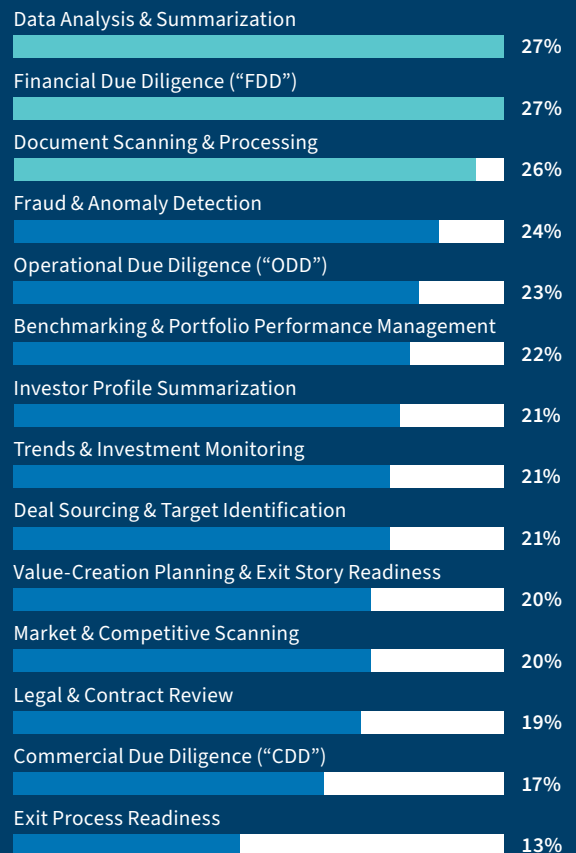 Data Analysis & Summarization
27%
Financial Due Diligence (“FDD”)
27%
Document Scanning & Processing
26%
Fraud & Anomaly Detection
24%
Operational Due Diligence (“ODD”)
23%
Benchmarking & Portfolio Performance Management
22%
Investor Profile Summarization
21%
Trends & Investment Monitoring
21%
Deal Sourcing & Target Identification
21%
Value-Creation Planning & Exit Story Readiness
20%
Market & Competitive Scanning
20%
Legal & Contract Review
19%
Commercial Due Diligence (“CDD”)
17%
Exit Process Readiness
13%